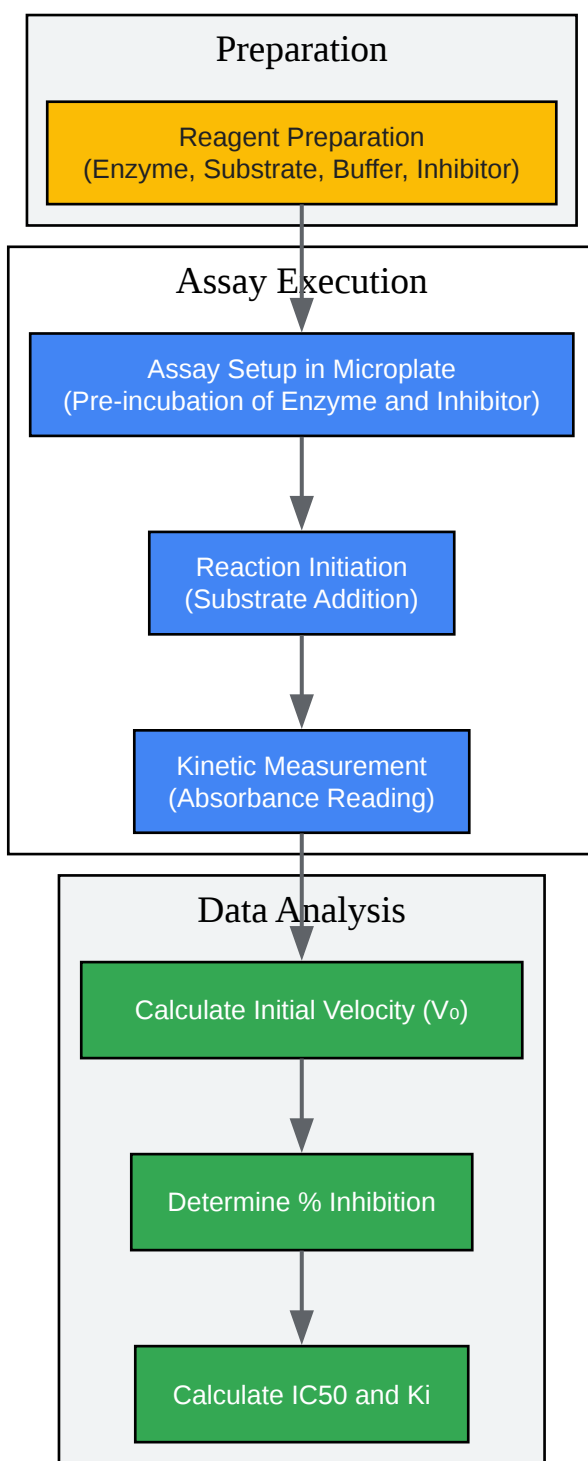 Preparation
Reagent Preparation
(Enzyme, Substrate, Buffer, Inhibitor)
Assay Execution
Assay Setup in Microplate
(Pre-incubation of Enzyme and Inhibitor)
Reaction Initiation
(Substrate Addition)
Kinetic Measurement
(Absorbance Reading)
Data Analysis
Calculate Initial Velocity (V₀)
Determine % Inhibition
Calculate IC50 and Ki